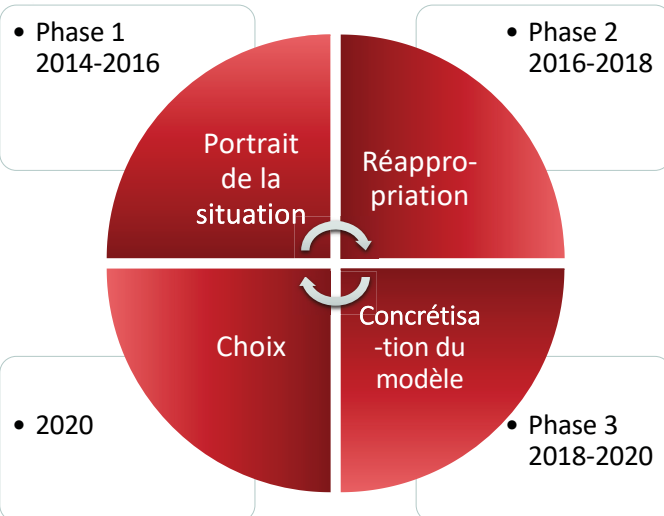 • Phase 1
2014-2016
• Phase 2
2016-2018
Portrait
de la
situation
Réappro-
priation
Choix
Concrétisa
-tion du
modèle
• 2020
• Phase 3
2018-2020